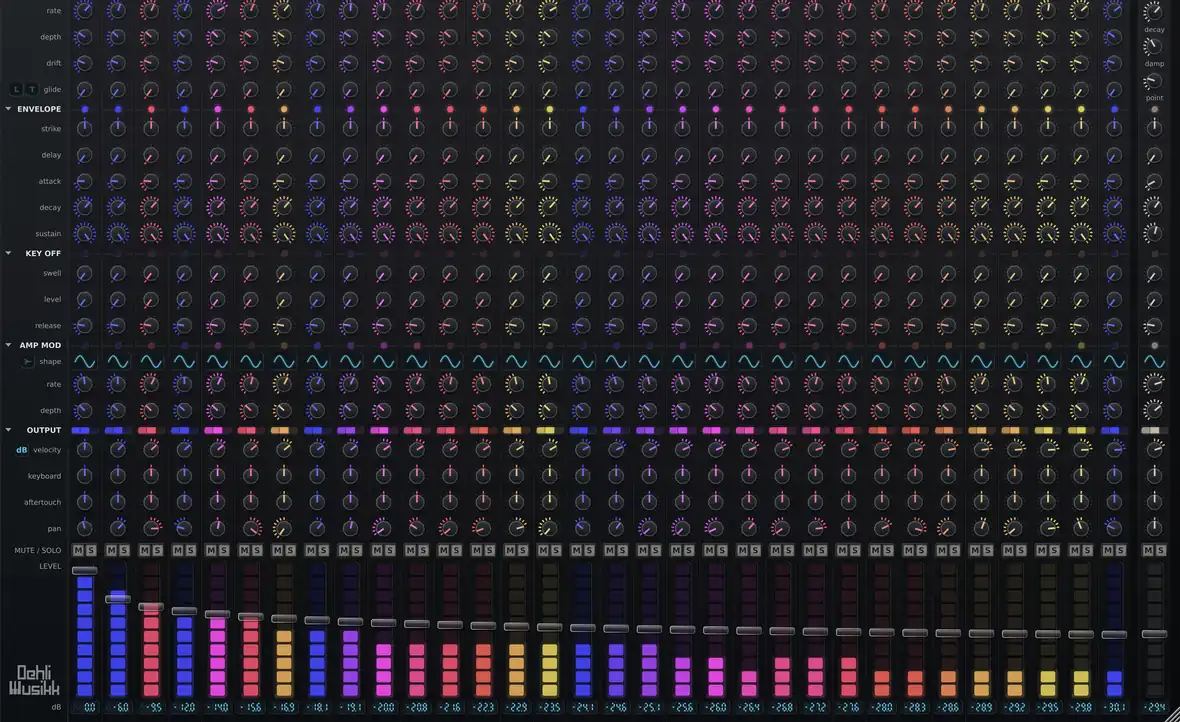 rate
depth decay
drift damp
L T glide point
ENVELOPE
strike
delay
attack
decay
sustain
KEY OFF
swell
level
release
AMP MOD
shape
rate
depth
OUTPUT
dB velocity
keyboard
aftertouch
pan
MUTE / SOLO M S M S M S M S M S M S M S M S M S M S M S M S M S M S M S M S M S M S M S M S M S M S M S M S M S M S M S M S M S M S M S M S M S
LEVEL
Dehli
Musikk
dB 0.0 -6.0 -9.5 -12.0 -14.0 -15.6 -16.9 -18.1 -19.1 -20.0 -20.8 -21.6 -22.3 -22.9 -23.5 -24.1 -24.6 -25.1 -25.6 -26.0 -26.4 -26.8 -27.2 -27.6 -28.0 -28.3 -28.6 -28.9 -29.2 -29.5 -29.8 -30.1 -29.4